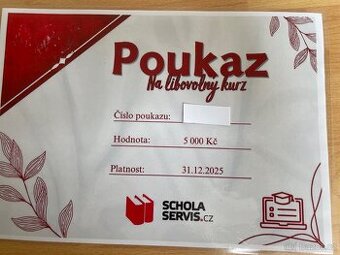 Poukaz
Na libovolný kurz
Číslo poukazu:
Hodnota: 5 000 Kč
Platnost: 31.12.2025
SCHOLA
SERVIS.cz